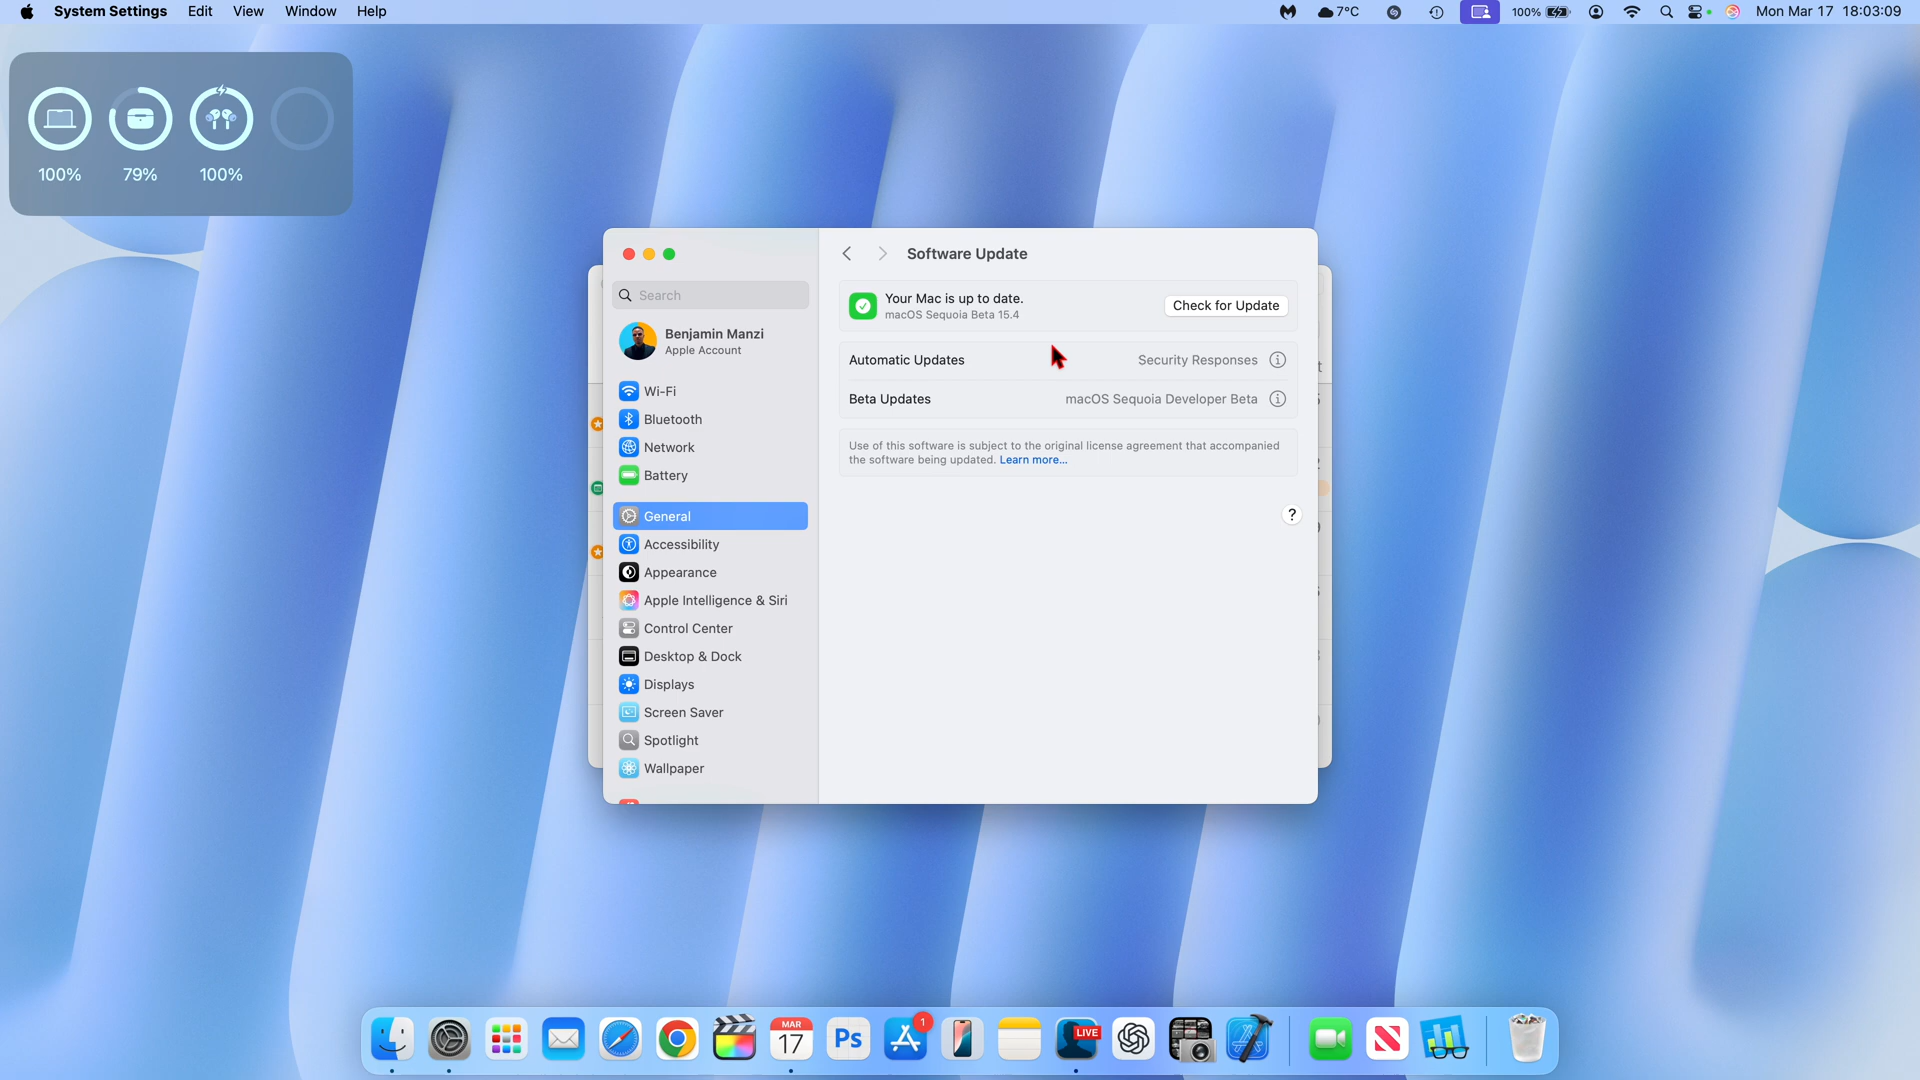 System Settings Edit View Window Help
7°C 100% Mon Mar 17 18:03:09
100% 79% 100%
Software Update
Search
Your Mac is up to date.
macOS Sequoia Beta 15.4
Check for Update
Benjamin Manzi
Apple Account
Automatic Updates Security Responses
Beta Updates macOS Sequoia Developer Beta
Use of this software is subject to the original license agreement that accompanied
the software being updated. Learn more...
?
Wi-Fi
Bluetooth
Network
Battery
General
Accessibility
Appearance
Apple Intelligence & Siri
Control Center
Desktop & Dock
Displays
Screen Saver
Spotlight
Wallpaper
MAR
17
Ps
1
LIVE